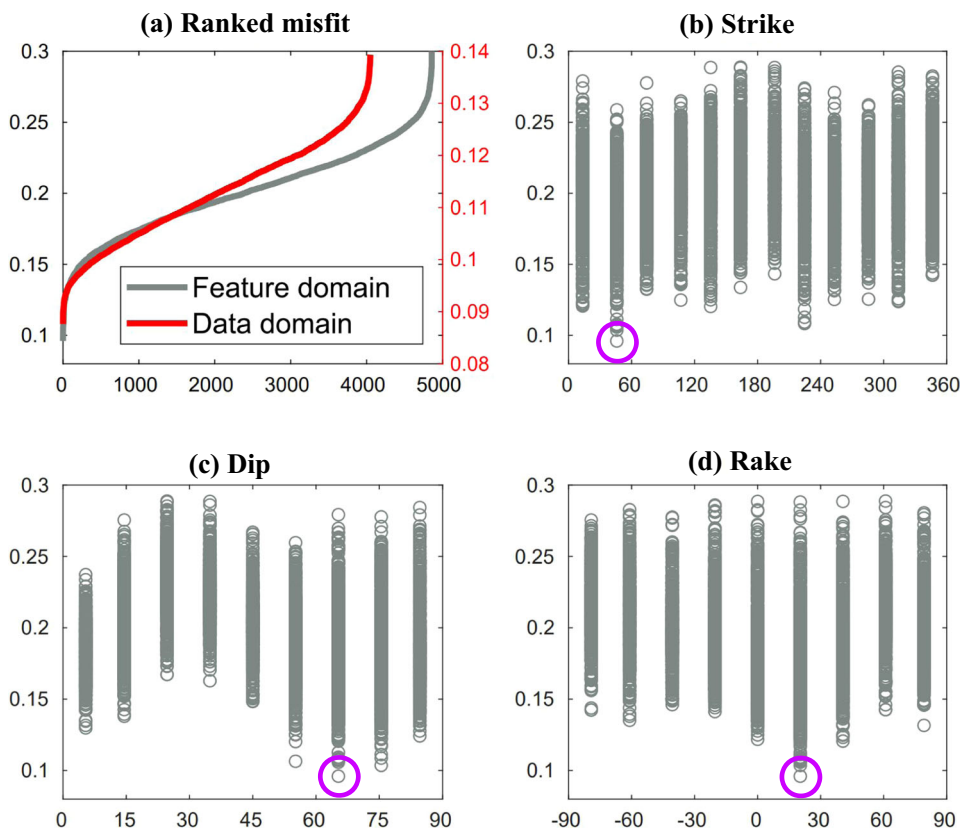 (a) Ranked misfit
0.3
0.25
0.2
0.15
0.1
0.14
0.13
0.12
0.11
0.1
0.09
0.08
Feature domain
Data domain
0 1000 2000 3000 4000 5000
(b) Strike
0.3
0.25
0.2
0.15
0.1
0 60 120 180 240 300 360
(c) Dip
0.3
0.25
0.2
0.15
0.1
0 15 30 45 60 75 90
(d) Rake
0.3
0.25
0.2
0.15
0.1
-90 -60 -30 0 30 60 90